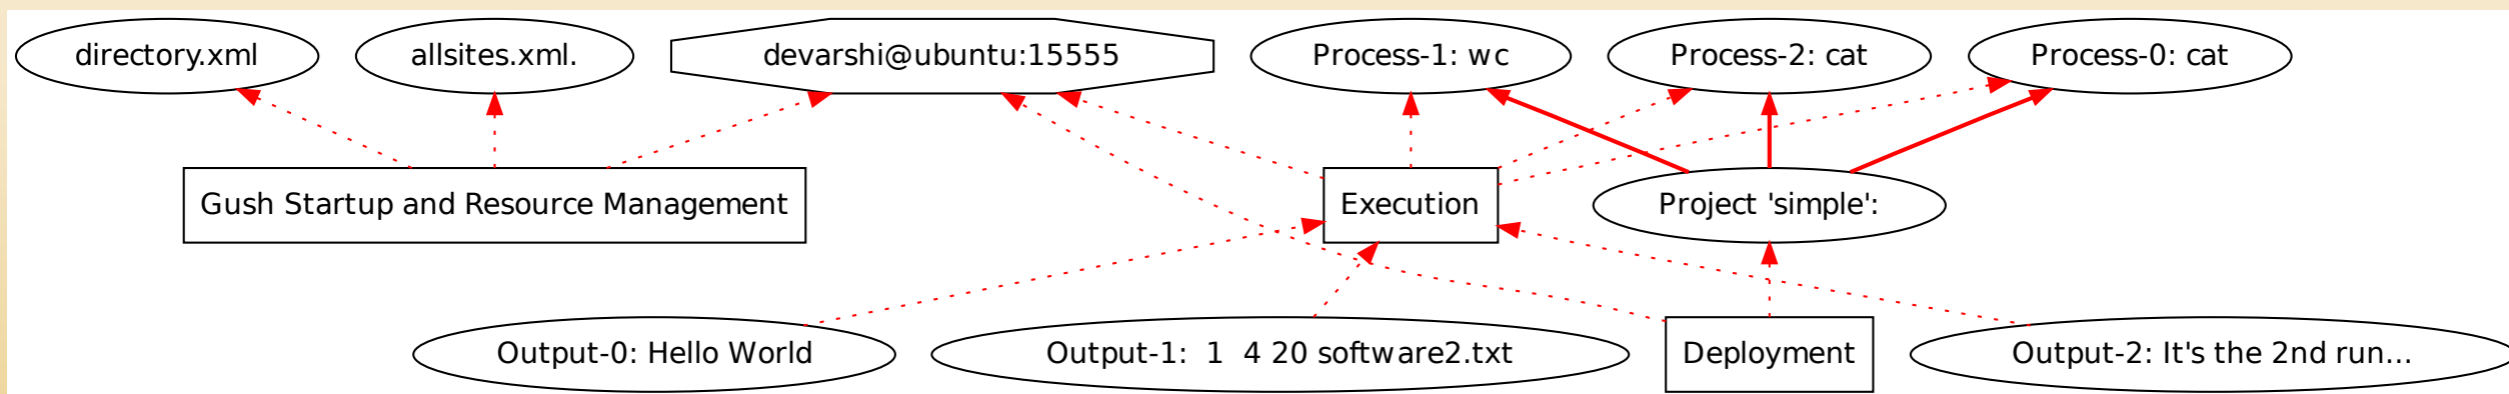 directory.xml
allsites.xml.
devarshi@ubuntu:15555
Process-1: wc
Process-2: cat
Process-0: cat
Gush Startup and Resource Management
Execution
Project 'simple':
Output-0: Hello World
Output-1:  1  4 20 software2.txt
Deployment
Output-2: It's the 2nd run...